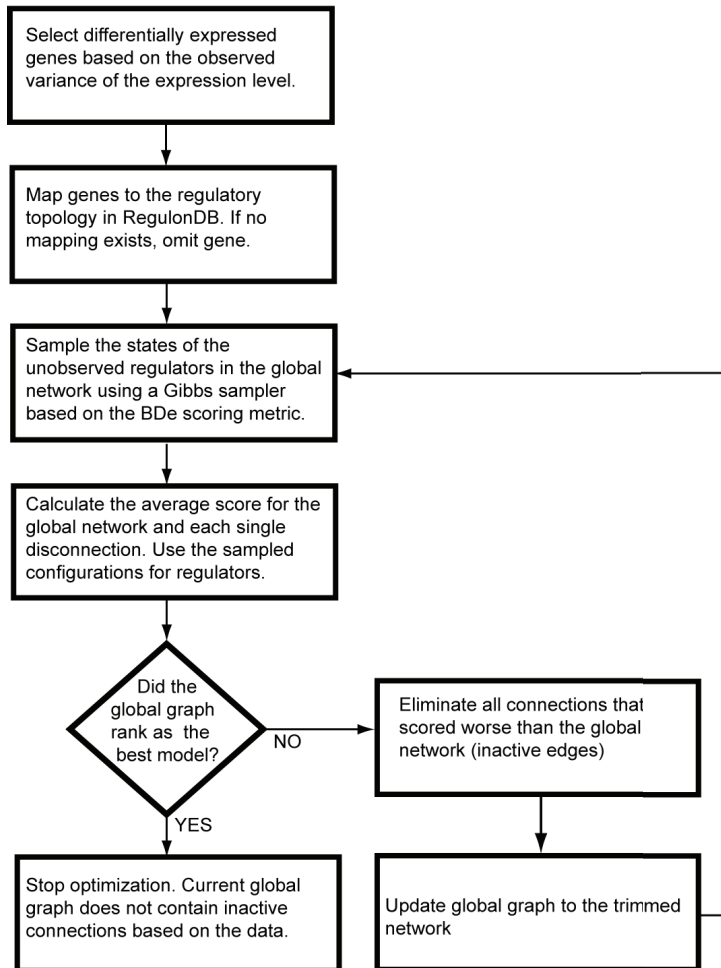 Select differentially expressed
genes based on the observed
variance of the expression level.
Map genes to the regulatory
topology in RegulonDB. If no
mapping exists, omit gene.
Sample the states of the
unobserved regulators in the global
network using a Gibbs sampler
based on the BDe scoring metric.
Calculate the average score for the
global network and each single
disconnection. Use the sampled
configurations for regulators.
Did the
global graph
rank as the
best model?
NO
Eliminate all connections that
scored worse than the global
network (inactive edges)
YES
Stop optimization. Current global
graph does not contain inactive
connections based on the data.
Update global graph to the trimmed
network